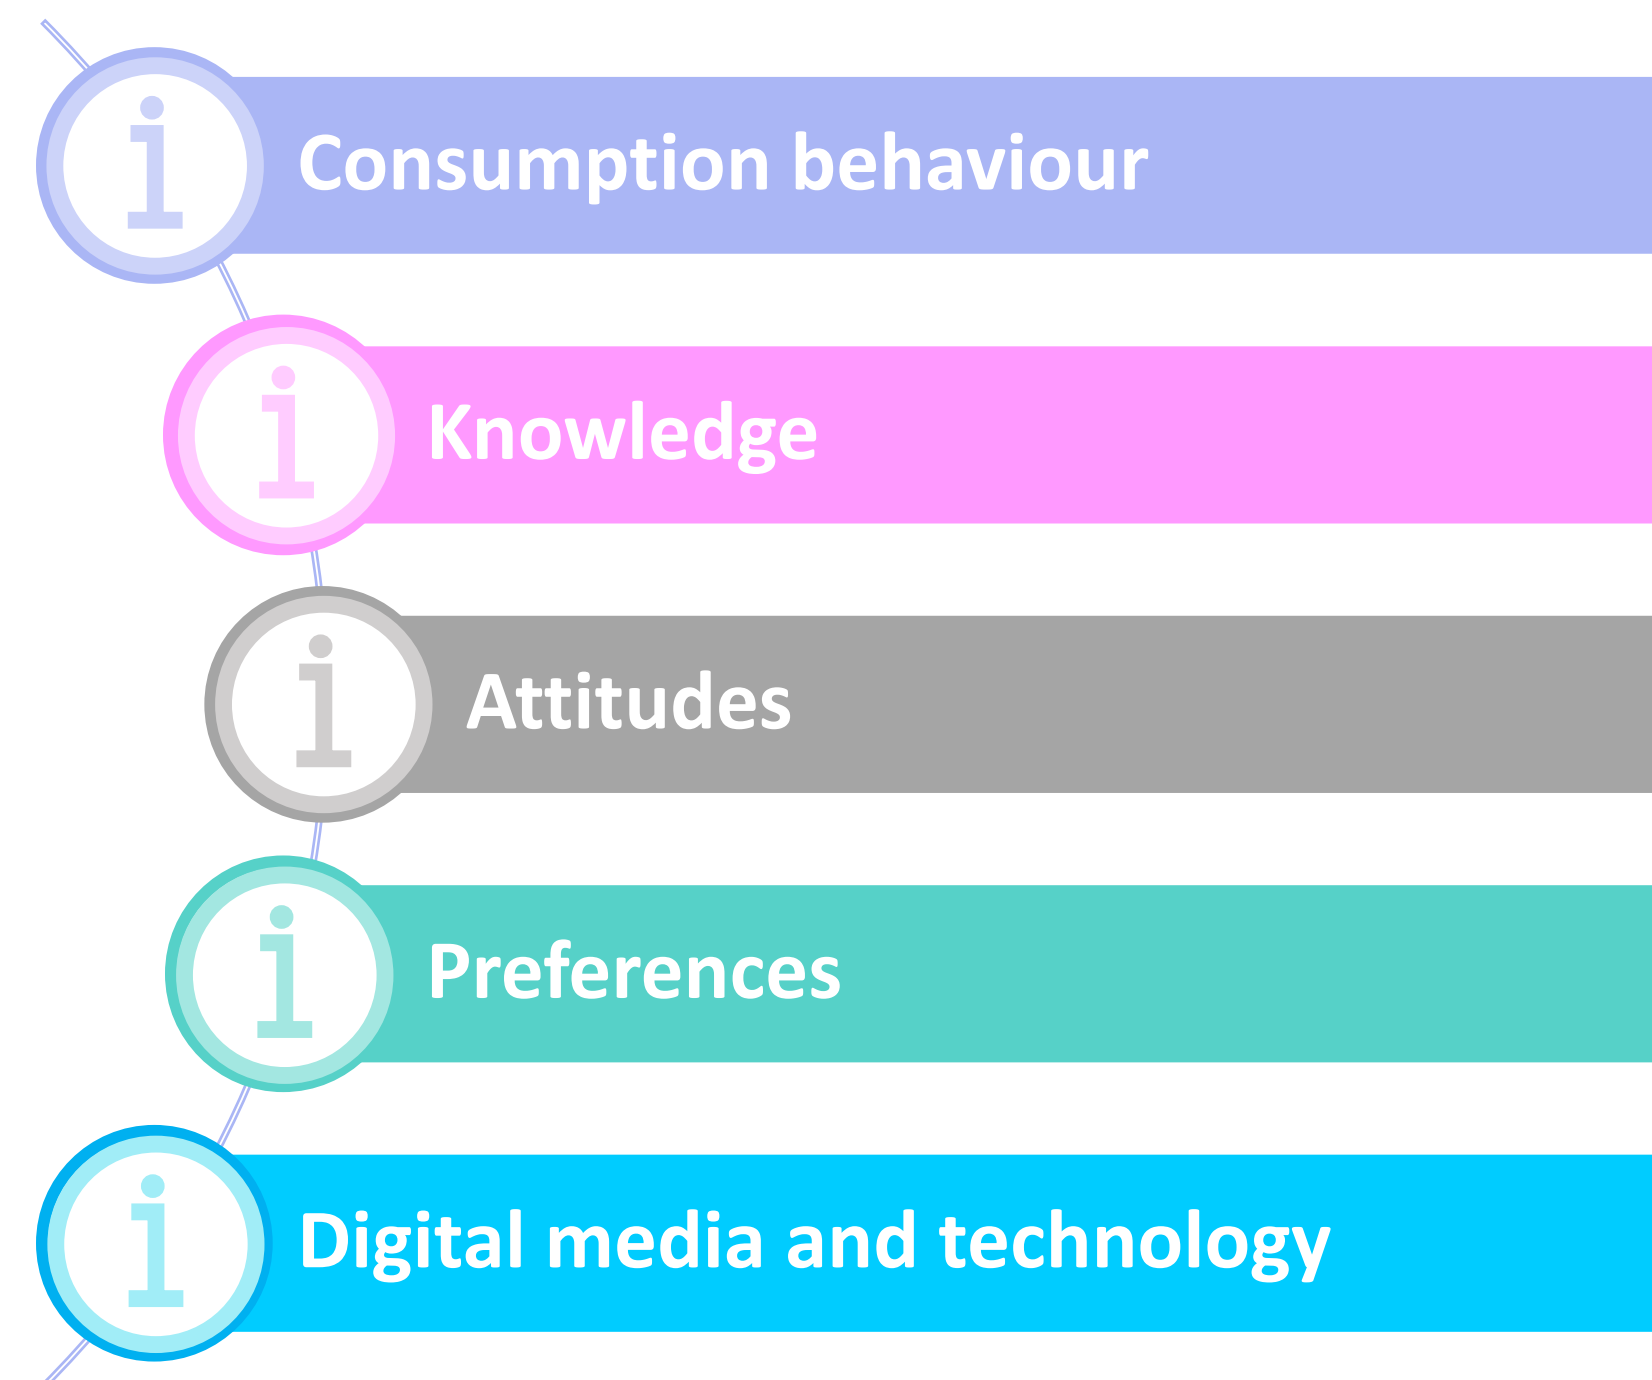 i Consumption behaviour
i Knowledge
i Attitudes
i Preferences
i Digital media and technology